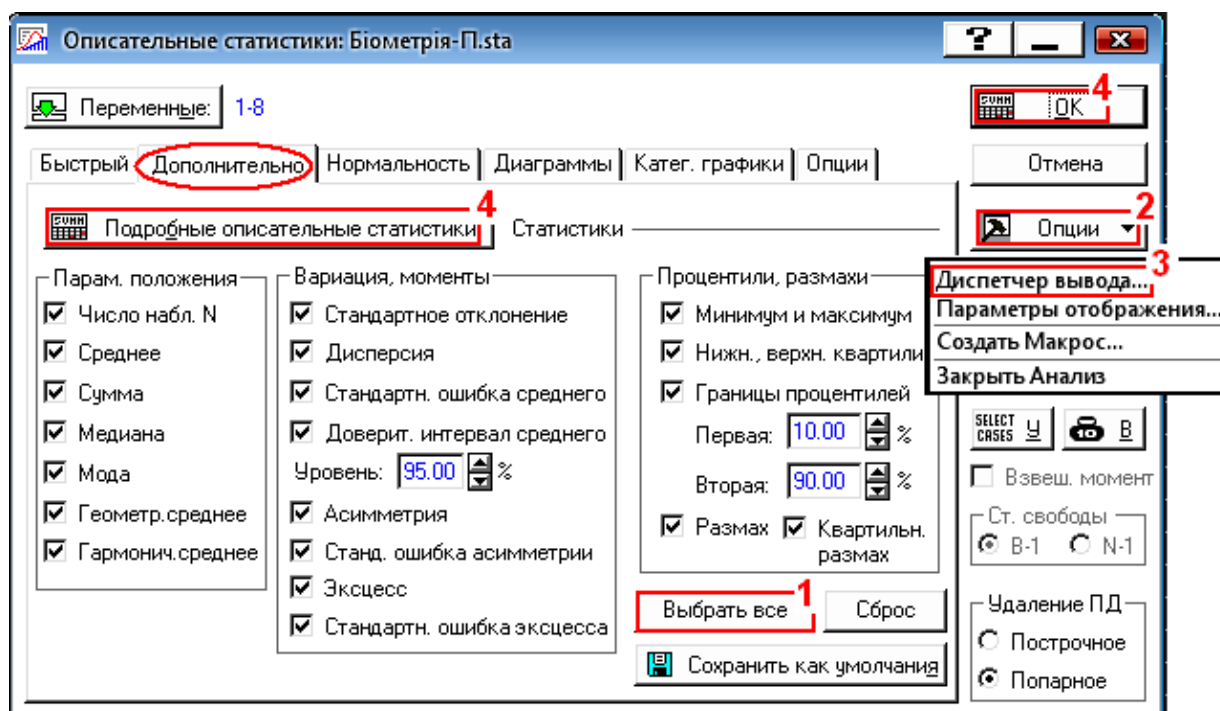 Описательные статистики: Біометрія-П.sta
?
Переменные: 1-8
4
OK
Быстрый Дополнительно Нормальность Диаграммы Катег. графики Опции
Отмена
4
Подробные описательные статистики
Статистики
2
Опции
3
Диспетчер вывода...
Параметры отображения...
Создать Макрос...
Закрыть Анализ
Парам. положения
Число набл. N
Среднее
Сумма
Медиана
Мода
Геометр.среднее
Гармонич.среднее
Вариация, моменты
Стандартное отклонение
Дисперсия
Стандартн. ошибка среднего
Доверит. интервал среднего
Уровень: 95.00 %
Асимметрия
Станд. ошибка асимметрии
Эксцесс
Стандартн. ошибка эксцесса
Процентили, размахи
Минимум и максимум
Нижн., верхн. квартили
Границы процентилей
Первая: 10.00 %
Вторая: 90.00 %
Размах Квартильн.
размах
1
Выбрать все Сброс
Сохранить как умолчания
SELECT
CASES У В
Взвеш. момент
Ст. свободы
В-1 N-1
Удаление ПД
Построчное
Попарное